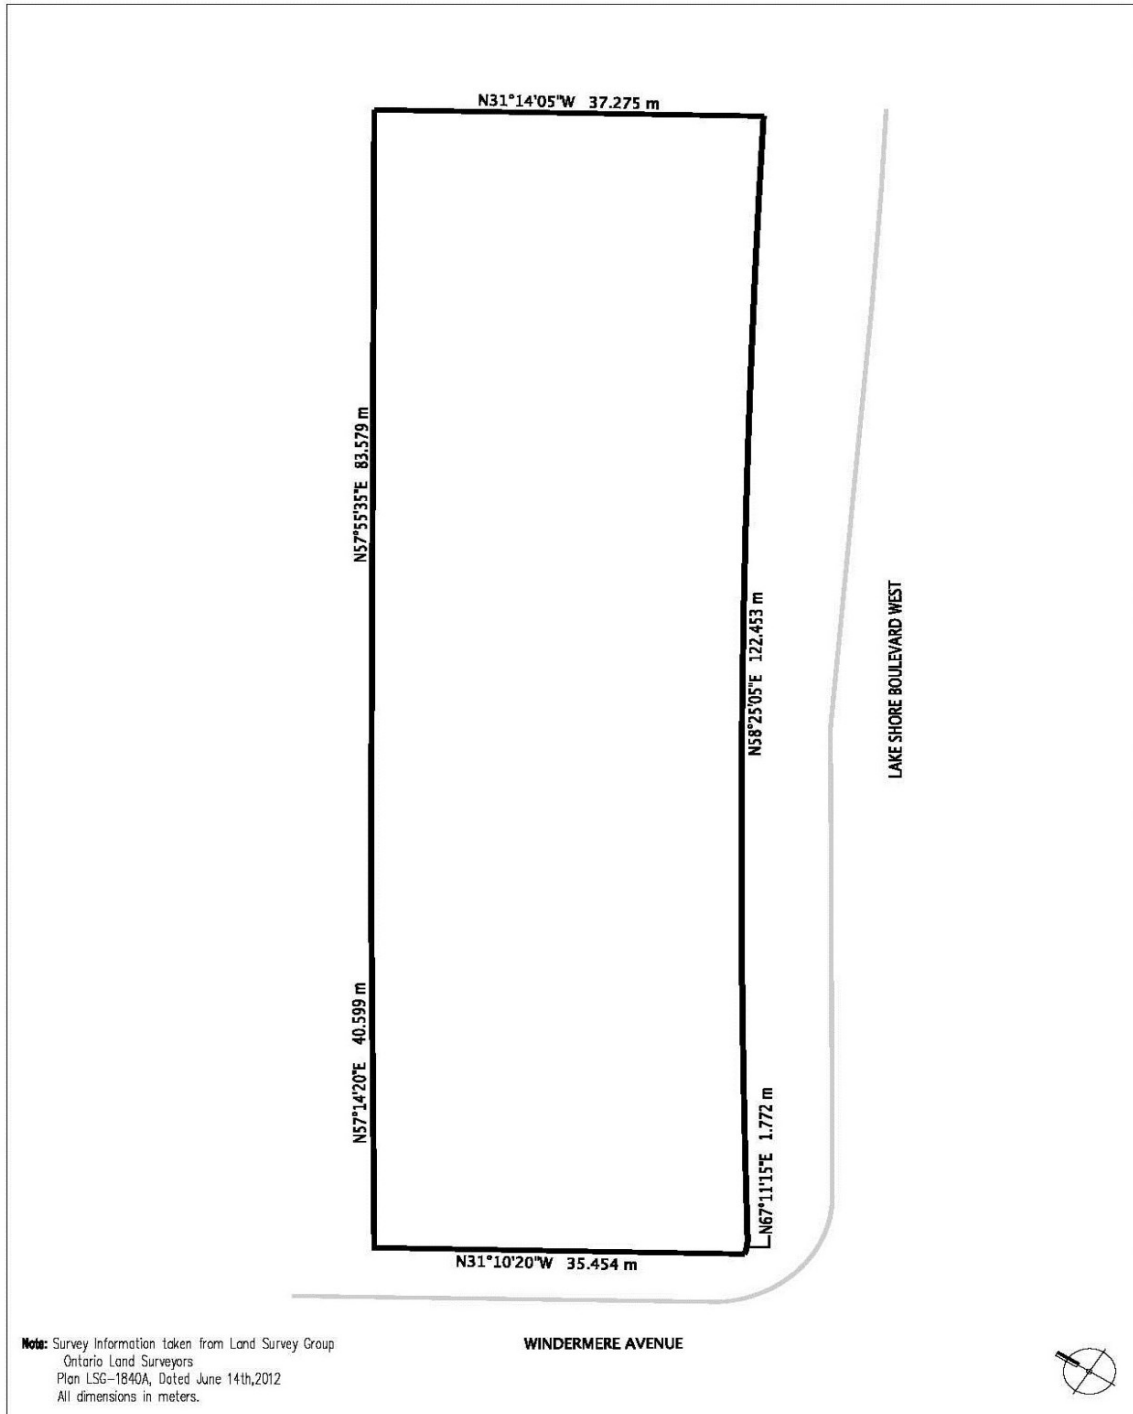 N31°14'05"W 37.275 m
N57°55'35"E 83.579 m
N58°25'05"E 122.453 m
LAKE SHORE BOULEVARD WEST
N57°14'20"E 40.599 m
N67°11'15"E 1.772 m
N31°10'20"W 35.454 m
WINDERMERE AVENUE
Note: Survey Information taken from Land Survey Group
Ontario Land Surveyors
Plan LSG-1840A, Dated June 14th,2012
All dimensions in meters.